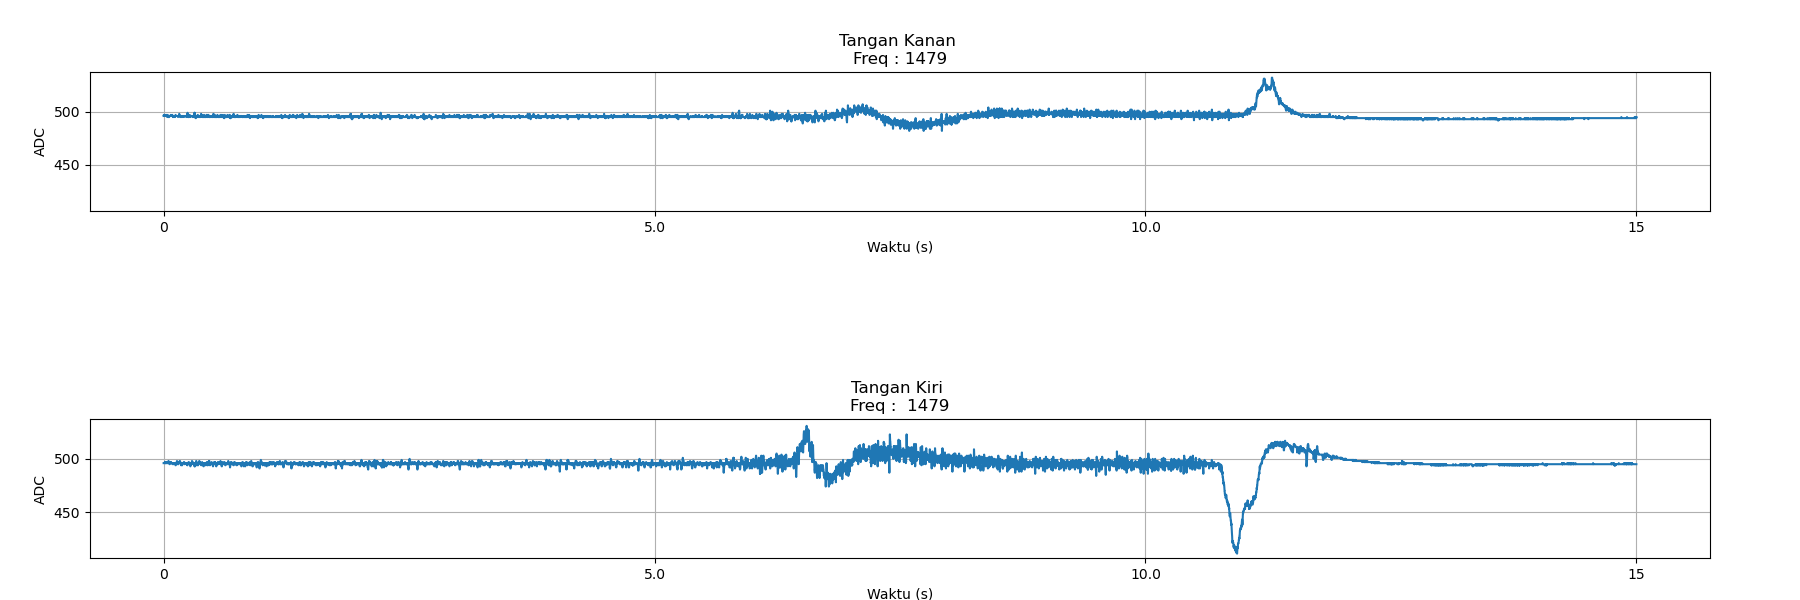 Tangan Kanan
Freq : 1479
500
450
ADC
0 5.0 10.0 15
Waktu (s)
Tangan Kiri
Freq :  1479
500
450
ADC
0 5.0 10.0 15
Waktu (s)